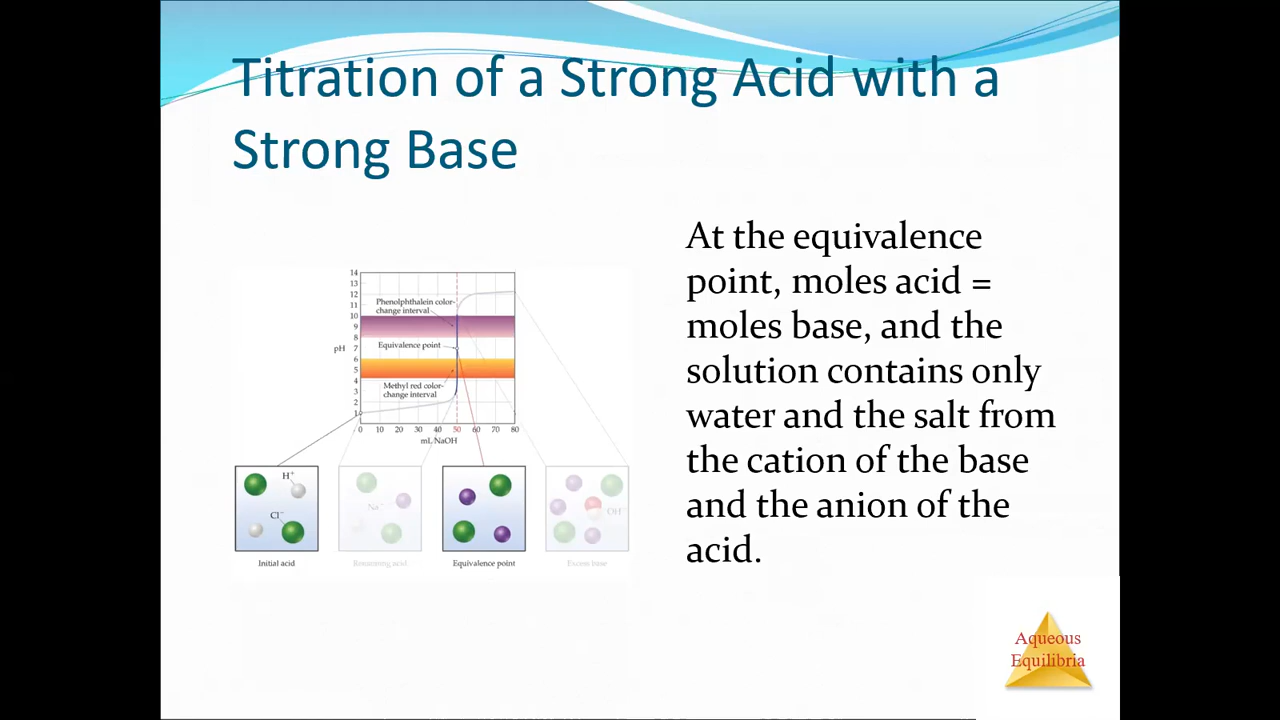 Titration of a Strong Acid with a
Strong Base
At the equivalence
point, moles acid =
moles base, and the
solution contains only
water and the salt from
the cation of the base
and the anion of the
acid.
14
13
12
11
10
9
8
7
6
5
4
3
2
1
pH
Phenolphthalein color-
change interval
Equivalence point
Methyl red color-
change interval
0 10 20 30 40 50 60 70 80
mL NaOH
H+
Cl−
Na+
OH−
Initial acid
Remaining acid
Equivalence point
Excess base
Aqueous
Equilibria